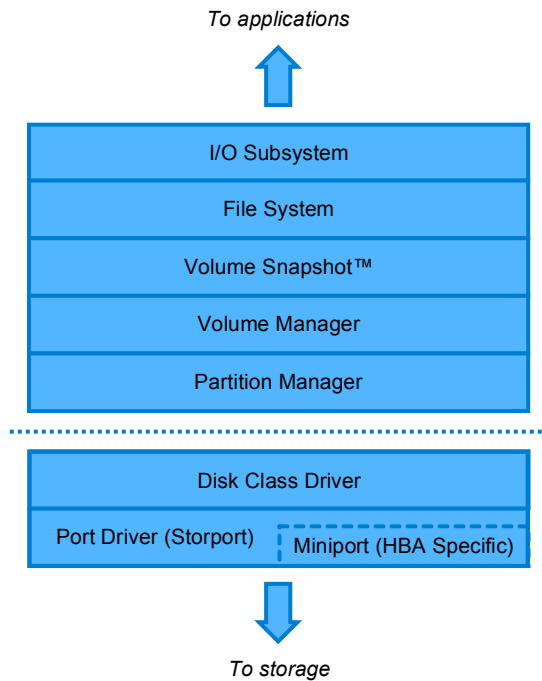 To applications
I/O Subsystem
File System
Volume Snapshot™
Volume Manager
Partition Manager
Disk Class Driver
Port Driver (Storport)
Miniport (HBA Specific)
To storage